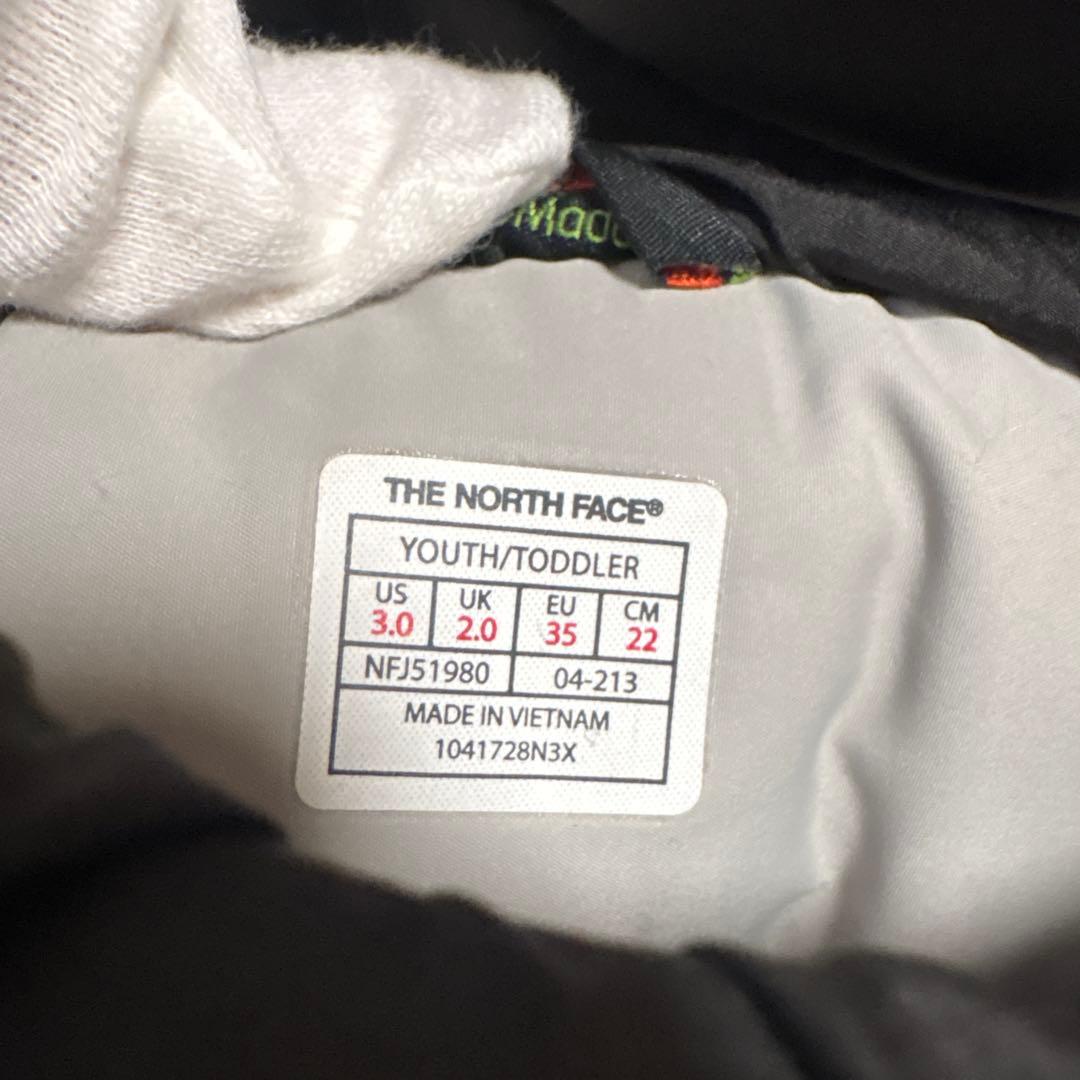 THE NORTH FACE®
YOUTH/TODDLER
US UK EU CM
3.0 2.0 35 22
NFJ51980 04-213
MADE IN VIETNAM
1041728N3X